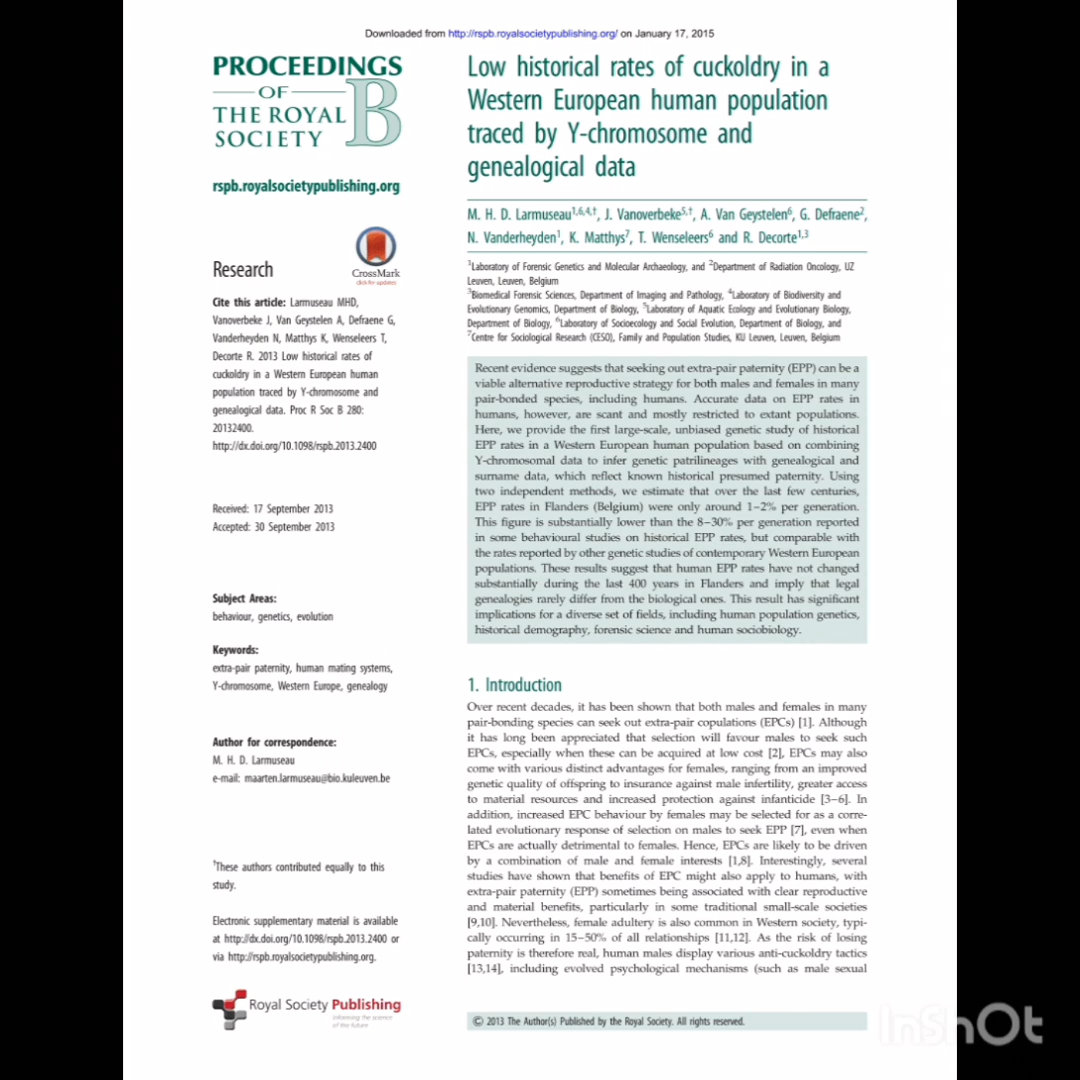 Downloaded from http://rspb.royalsocietypublishing.org/ on January 17, 2015
PROCEEDINGS
OF
THE ROYAL
SOCIETY
B
rspb.royalsocietypublishing.org
Research
CrossMark
click for updates
Cite this article: Larmuseau MHD,
Vanoverbeke J, Van Geystelen A, Defraene G,
Vanderheyden N, Matthys K, Wenseleers T,
Decorte R. 2013 Low historical rates of
cuckoldry in a Western European human
population traced by Y-chromosome and
genealogical data. Proc R Soc B 280:
20132400.
http://dx.doi.org/10.1098/rspb.2013.2400
Received: 17 September 2013
Accepted: 30 September 2013
Subject Areas:
behaviour, genetics, evolution
Keywords:
extra-pair paternity, human mating systems,
Y-chromosome, Western Europe, genealogy
Author for correspondence:
M. H. D. Larmuseau
e-mail: maarten.larmuseau@bio.kuleuven.be
†These authors contributed equally to this
study.
Electronic supplementary material is available
at http://dx.doi.org/10.1098/rspb.2013.2400 or
via http://rspb.royalsocietypublishing.org.
Royal Society Publishing
Informing the science
of the future
Low historical rates of cuckoldry in a
Western European human population
traced by Y-chromosome and
genealogical data
M. H. D. Larmuseau1,6,4,†, J. Vanoverbeke5,†, A. Van Geystelen6, G. Defraene2,
N. Vanderheyden1, K. Matthys7, T. Wenseleers6 and R. Decorte1,3
1Laboratory of Forensic Genetics and Molecular Archaeology, and 2Department of Radiation Oncology, UZ
Leuven, Leuven, Belgium
3Biomedical Forensic Sciences, Department of Imaging and Pathology, 4Laboratory of Biodiversity and
Evolutionary Genomics, Department of Biology, 5Laboratory of Aquatic Ecology and Evolutionary Biology,
Department of Biology, 6Laboratory of Socioecology and Social Evolution, Department of Biology, and
7Centre for Sociological Research (CESO), Family and Population Studies, KU Leuven, Leuven, Belgium
Recent evidence suggests that seeking out extra-pair paternity (EPP) can be a
viable alternative reproductive strategy for both males and females in many
pair-bonded species, including humans. Accurate data on EPP rates in
humans, however, are scant and mostly restricted to extant populations.
Here, we provide the first large-scale, unbiased genetic study of historical
EPP rates in a Western European human population based on combining
Y-chromosomal data to infer genetic patrilineages with genealogical and
surname data, which reflect known historical presumed paternity. Using
two independent methods, we estimate that over the last few centuries,
EPP rates in Flanders (Belgium) were only around 1–2% per generation.
This figure is substantially lower than the 8–30% per generation reported
in some behavioural studies on historical EPP rates, but comparable with
the rates reported by other genetic studies of contemporary Western European
populations. These results suggest that human EPP rates have not changed
substantially during the last 400 years in Flanders and imply that legal
genealogies rarely differ from the biological ones. This result has significant
implications for a diverse set of fields, including human population genetics,
historical demography, forensic science and human sociobiology.
1. Introduction
Over recent decades, it has been shown that both males and females in many
pair-bonding species can seek out extra-pair copulations (EPCs) [1]. Although
it has long been appreciated that selection will favour males to seek such
EPCs, especially when these can be acquired at low cost [2], EPCs may also
come with various distinct advantages for females, ranging from an improved
genetic quality of offspring to insurance against male infertility, greater access
to material resources and increased protection against infanticide [3–6]. In
addition, increased EPC behaviour by females may be selected for as a corre-
lated evolutionary response of selection on males to seek EPP [7], even when
EPCs are actually detrimental to females. Hence, EPCs are likely to be driven
by a combination of male and female interests [1,8]. Interestingly, several
studies have shown that benefits of EPC might also apply to humans, with
extra-pair paternity (EPP) sometimes being associated with clear reproductive
and material benefits, particularly in some traditional small-scale societies
[9,10]. Nevertheless, female adultery is also common in Western society, typi-
cally occurring in 15–50% of all relationships [11,12]. As the risk of losing
paternity is therefore real, human males display various anti-cuckoldry tactics
[13,14], including evolved psychological mechanisms (such as male sexual
© 2013 The Author(s) Published by the Royal Society. All rights reserved.
InShOt